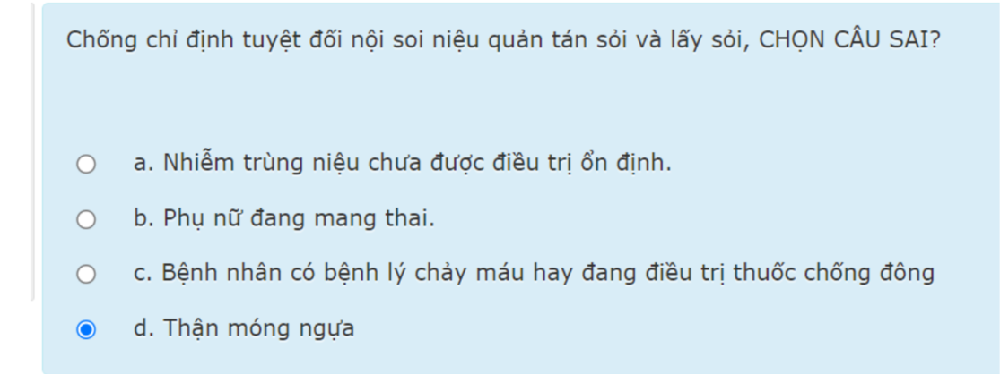 Chống chỉ định tuyệt đối nội soi niệu quản tán sỏi và lấy sỏi, CHỌN CÂU SAI?
a. Nhiễm trùng niệu chưa được điều trị ổn định.
b. Phụ nữ đang mang thai.
c. Bệnh nhân có bệnh lý chảy máu hay đang điều trị thuốc chống đông
d. Thận móng ngựa